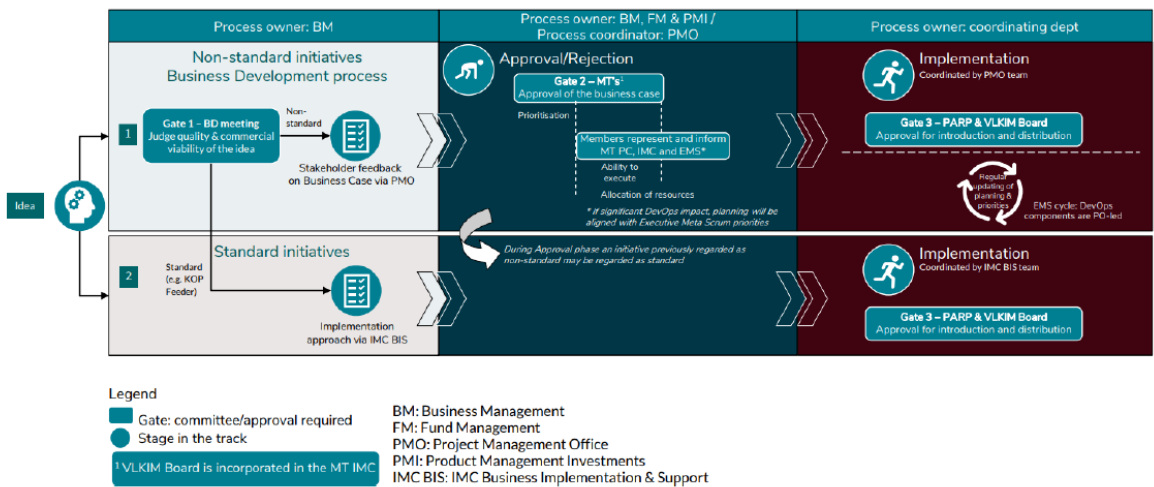 Process owner: BM
Process owner: BM, FM & PMI /
Process coordinator: PMO
Process owner: coordinating dept
Non-standard initiatives
Business Development process
Idea
1
Gate 1 – BD meeting
Judge quality & commercial
viability of the idea
Non-
standard
Stakeholder feedback
on Business Case via PMO
Approval/Rejection
Gate 2 – MT's¹
Approval of the business case
Prioritisation
Members represent and inform
MT PC, IMC and EMS*
Ability to
execute
Allocation of resources
* If significant DevOps impact, planning will be
aligned with Executive Meta Scrum priorities
Implementation
Coordinated by PMO team
Gate 3 – PARP & VLKIM Board
Approval for introduction and distribution
Regular
updating of
planning &
priorities
EMS cycle: DevOps
components are PO-led
Standard initiatives
2
Standard
(e.g. KOP
Feeder)
Implementation
approach via IMC BIS
During Approval phase an initiative previously regarded as
non-standard may be regarded as standard
Implementation
Coordinated by IMC BIS team
Gate 3 – PARP & VLKIM Board
Approval for introduction and distribution
Legend
Gate: committee/approval required
Stage in the track
¹ VLKIM Board is incorporated in the MT IMC
BM: Business Management
FM: Fund Management
PMO: Project Management Office
PMI: Product Management Investments
IMC BIS: IMC Business Implementation & Support